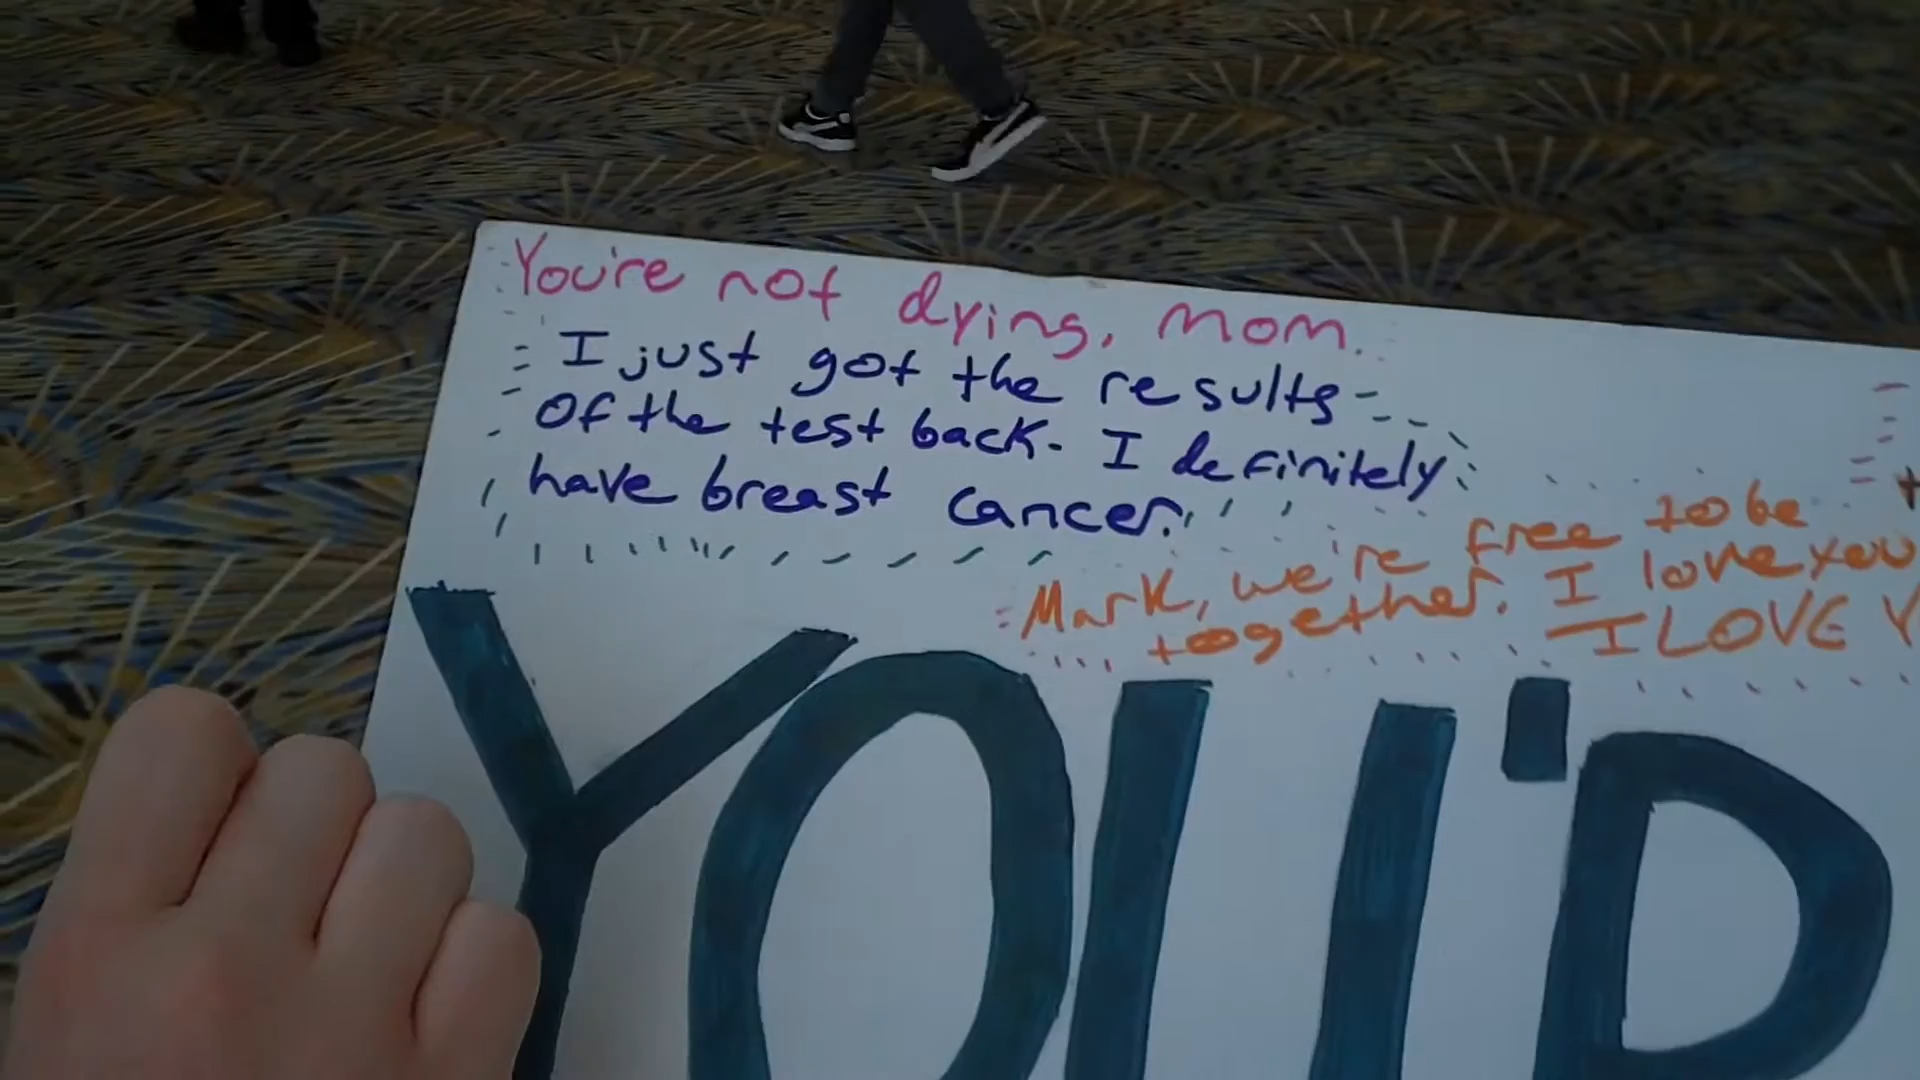 You're not dying, mom.
I just got the results
of the test back. I definitely
have breast cancer.
Mark, we're free to be
together. I love you
I LOVE Y
YOU'R